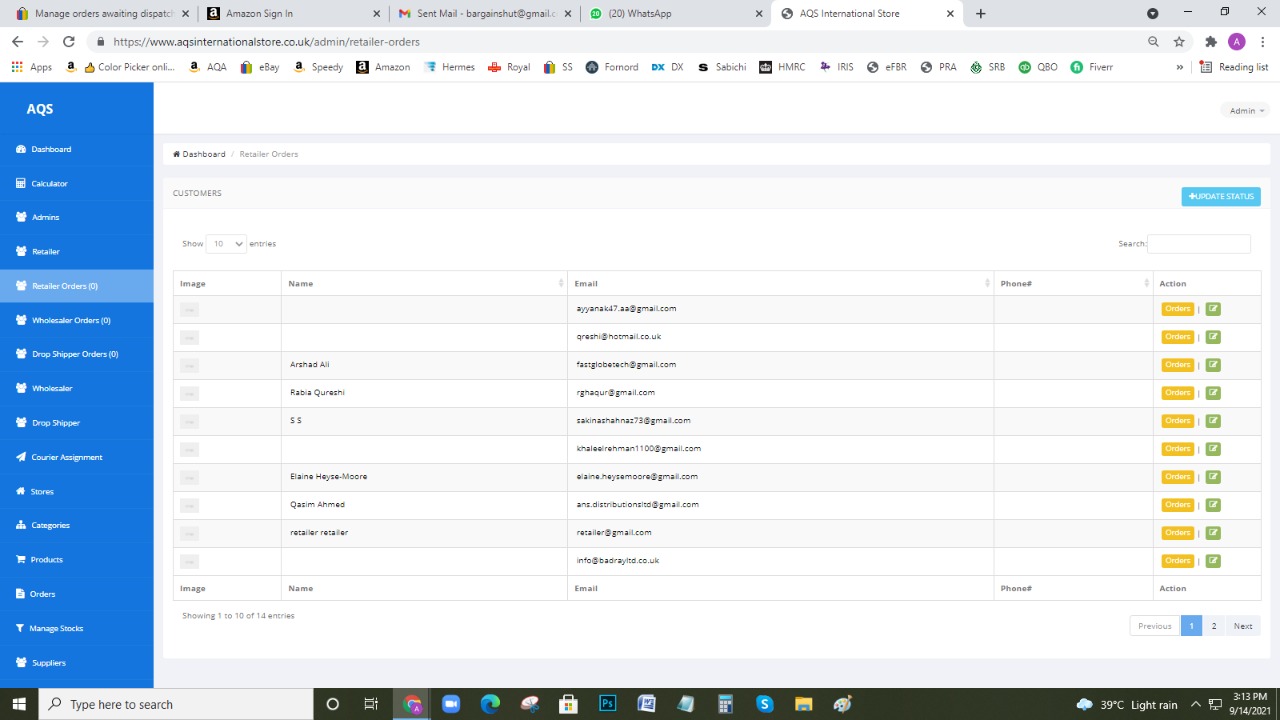 Manage orders awaiting dispatch
Amazon Sign In
Sent Mail - bargainshut@gmail.c
(20) WhatsApp
AQS International Store
https://www.aqsinternationalstore.co.uk/admin/retailer-orders
A
Apps
Color Picker onli...
AQA
eBay
Speedy
Amazon
Hermes
Royal
SS
Fornord
DX DX
Sabichi
HMRC
IRIS
eFBR
PRA
SRB
QBO
Fiverr
»
Reading list
AQS
Admin
Dashboard
Calculator
Admins
Retailer
Retailer Orders (0)
Wholesaler Orders (0)
Drop Shipper Orders (0)
Wholesaler
Drop Shipper
Courier Assignment
Stores
Categories
Products
Orders
Manage Stocks
Suppliers
Dashboard / Retailer Orders
CUSTOMERS
UPDATE STATUS
Show 10 entries
Search:
Image Name Email Phone# Action
ayyanak47.aa@gmail.com Orders |
qreshi@hotmail.co.uk Orders |
Arshad Ali fastglobetech@gmail.com Orders |
Rabia Qureshi rghaqur@gmail.com Orders |
S S sakinashahnaz73@gmail.com Orders |
khaleelrehman1100@gmail.com Orders |
Elaine Heyse-Moore elaine.heysemoore@gmail.com Orders |
Qasim Ahmed ans.distributionsltd@gmail.com Orders |
retailer retailer retailer@gmail.com Orders |
info@badrayltd.co.uk Orders |
Image Name Email Phone# Action
Showing 1 to 10 of 14 entries
Previous 1 2 Next
Type here to search
39°C Light rain
3:13 PM
9/14/2021